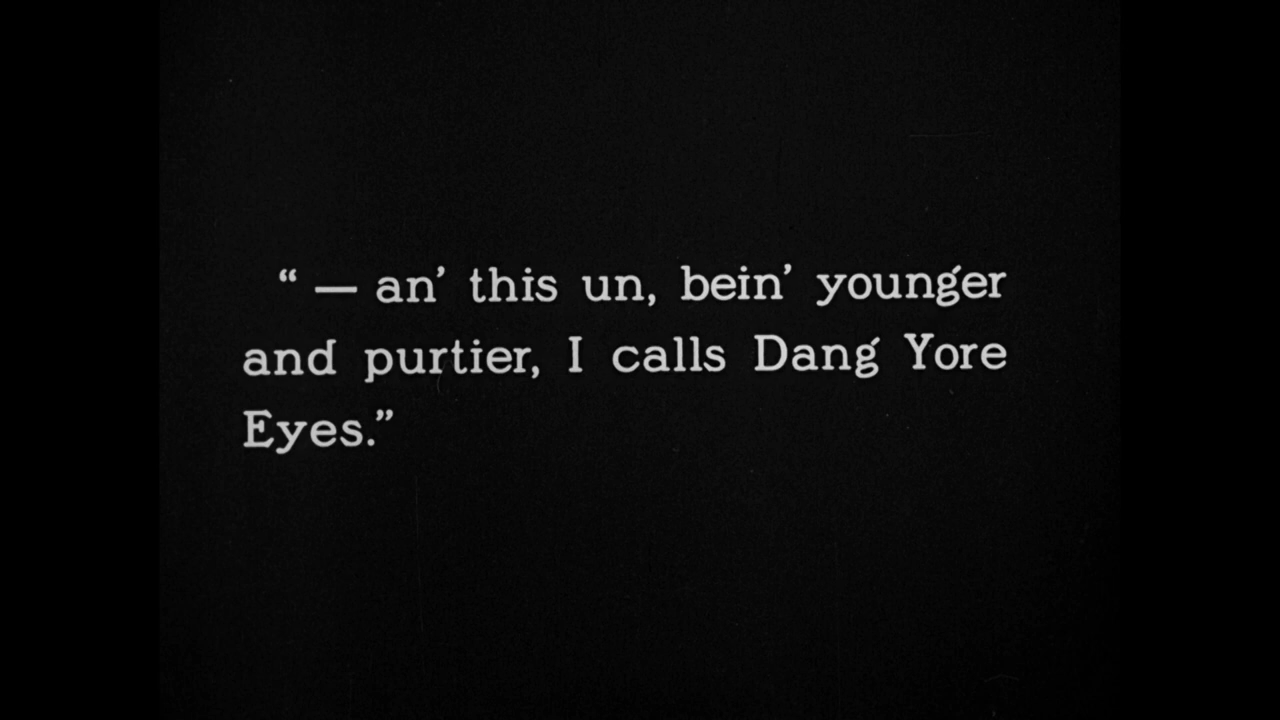 “ — an’ this un, bein’ younger
and purtier, I calls Dang Yore
Eyes.”